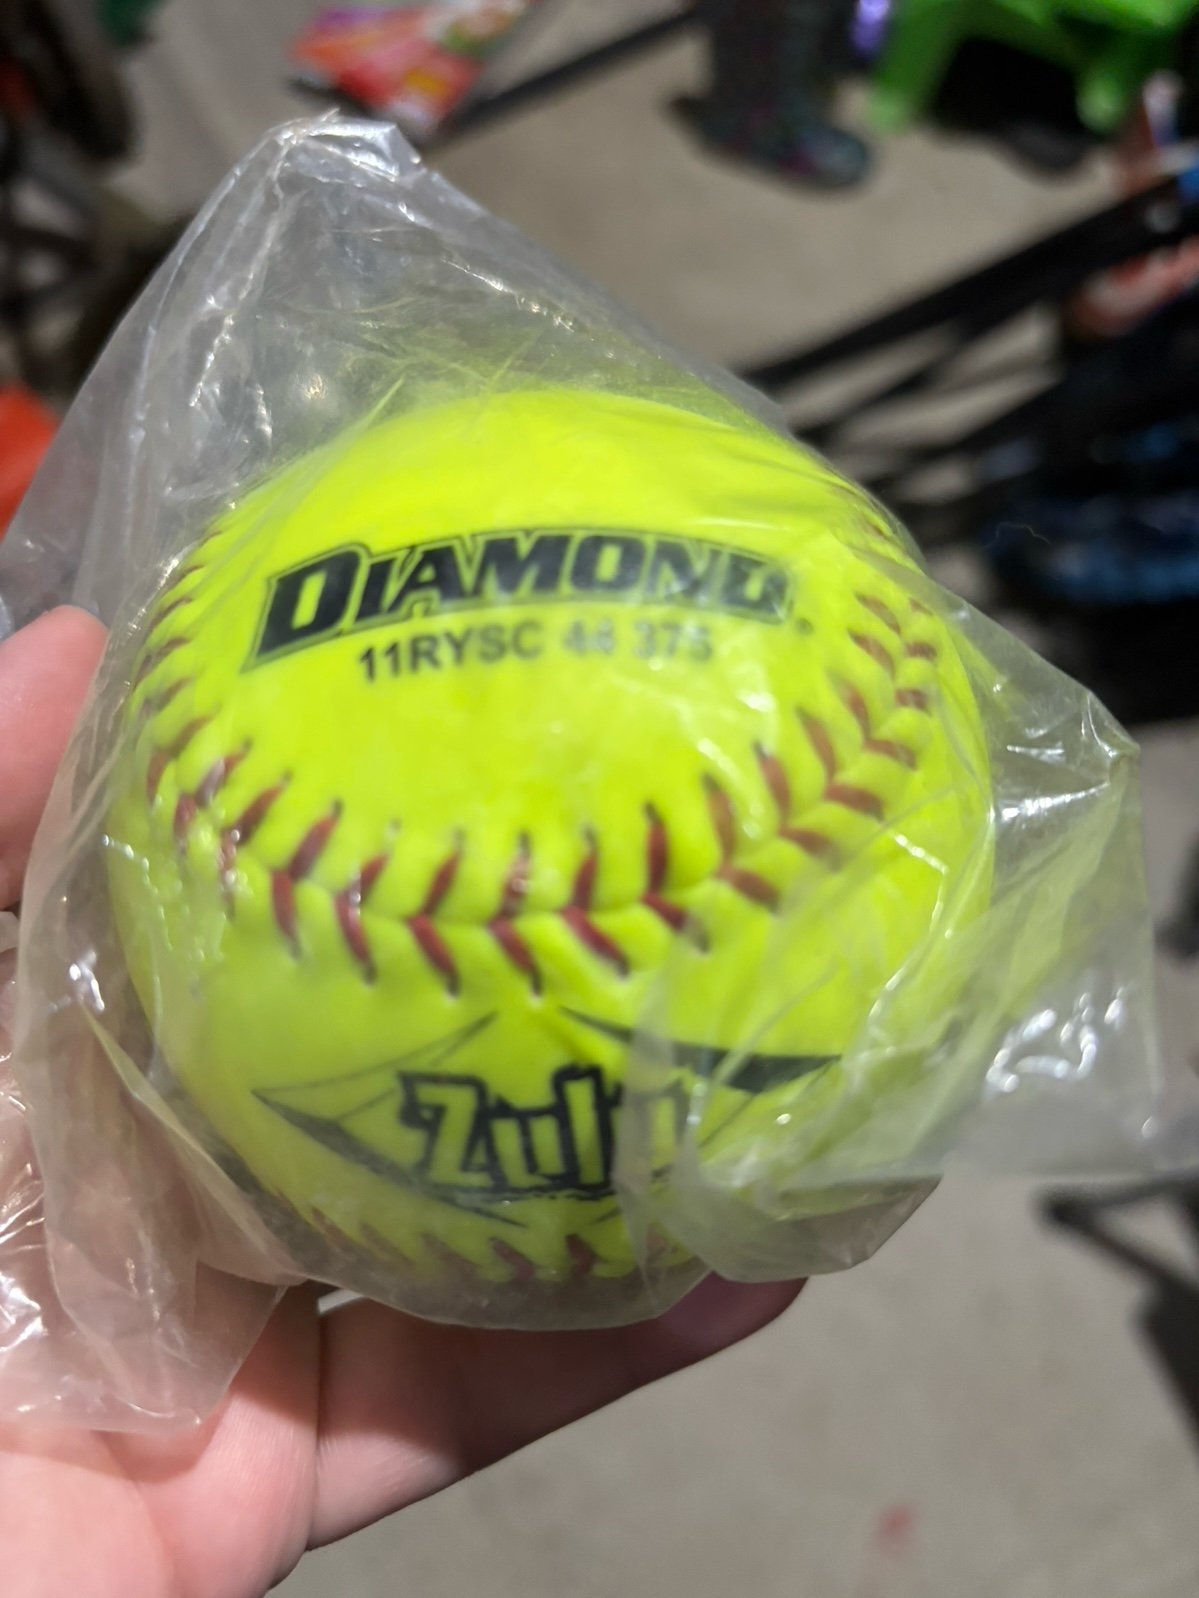 DIAMOND
11RYSC 44 375
Zulu